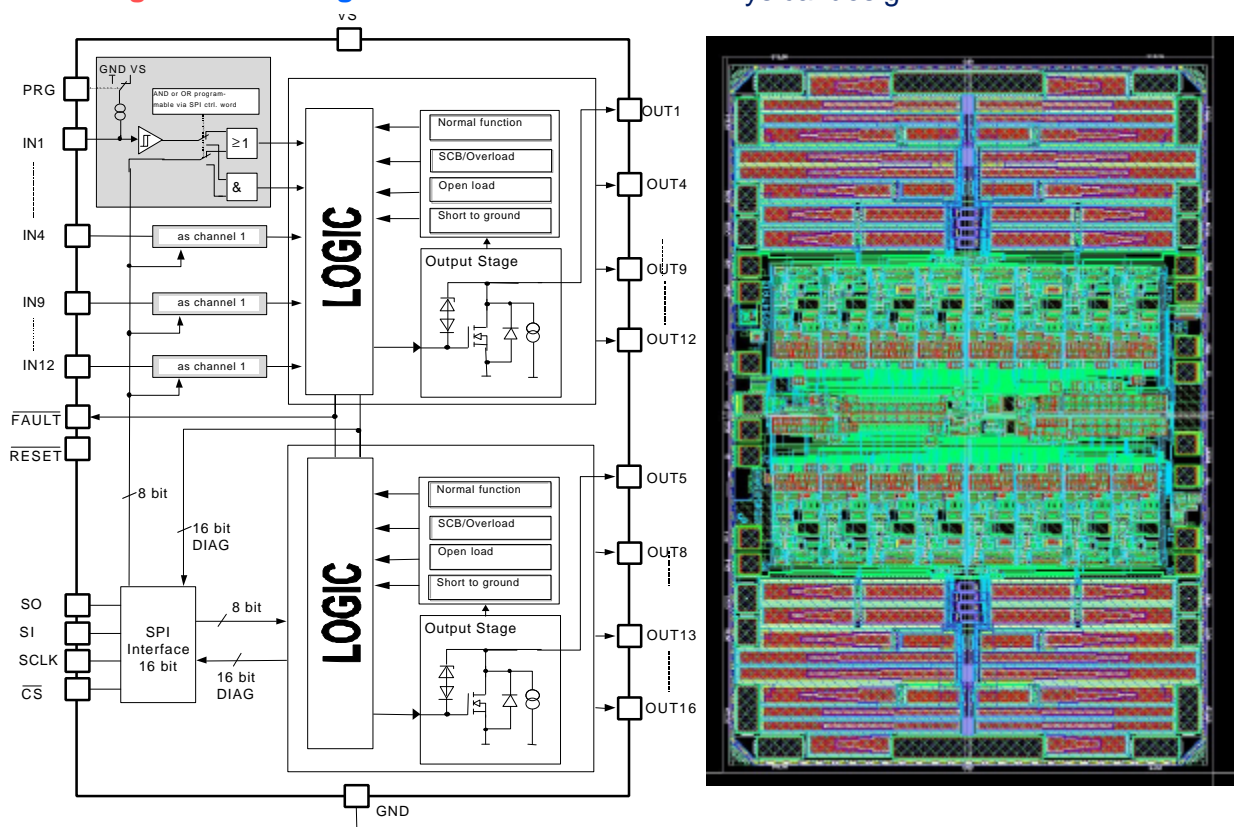 VS
GND VS
PRG
AND or OR program-
mable via SPI ctrl. word
IN1
≥1
&
IN4
as channel 1
IN9
as channel 1
IN12
as channel 1
FAULT
RESET
LOGIC
Normal function
SCB/Overload
Open load
Short to ground
Output Stage
OUT1
OUT4
OUT9
OUT12
8 bit
16 bit
DIAG
SO
SI
SCLK
CS
SPI
Interface
16 bit
8 bit
16 bit
DIAG
LOGIC
Normal function
SCB/Overload
Open load
Short to ground
Output Stage
OUT5
OUT8
OUT13
OUT16
GND